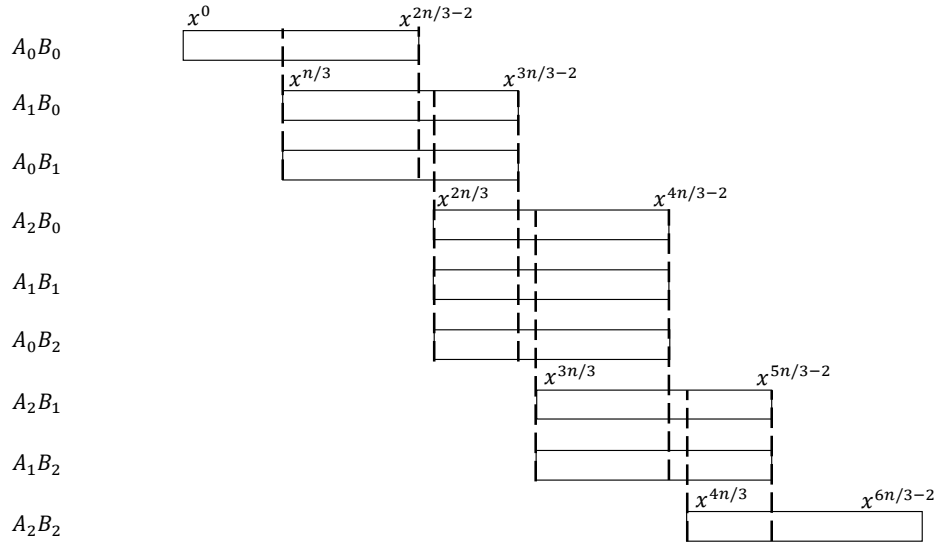 x^0 x^{2n/3−2}
A_0B_0
x^{n/3} x^{3n/3−2}
A_1B_0
A_0B_1
x^{2n/3} x^{4n/3−2}
A_2B_0
A_1B_1
A_0B_2
x^{3n/3} x^{5n/3−2}
A_2B_1
A_1B_2
x^{4n/3} x^{6n/3−2}
A_2B_2